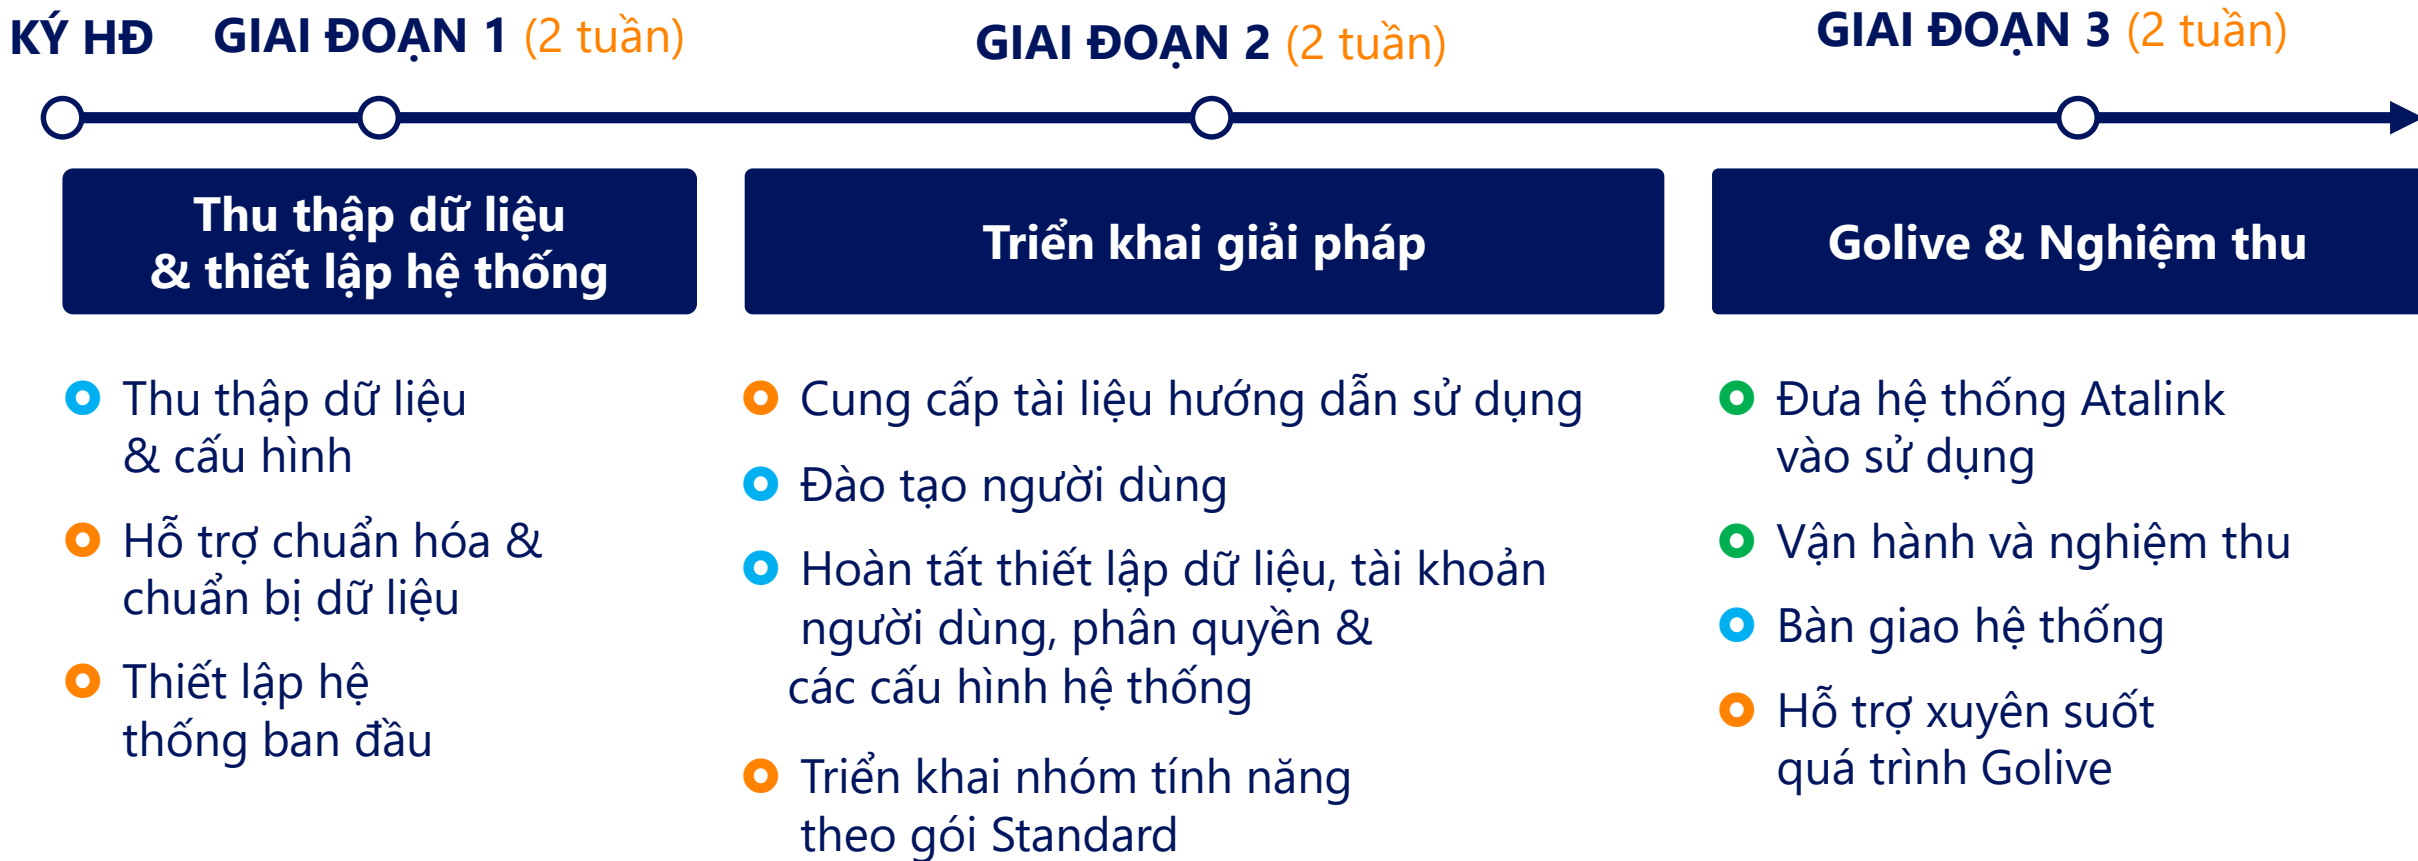 KÝ HĐ
GIAI ĐOẠN 1 (2 tuần)
GIAI ĐOẠN 2 (2 tuần)
GIAI ĐOẠN 3 (2 tuần)
Thu thập dữ liệu
& thiết lập hệ thống
Thu thập dữ liệu
& cấu hình
Hỗ trợ chuẩn hóa &
chuẩn bị dữ liệu
Thiết lập hệ
thống ban đầu
Triển khai giải pháp
Cung cấp tài liệu hướng dẫn sử dụng
Đào tạo người dùng
Hoàn tất thiết lập dữ liệu, tài khoản
người dùng, phân quyền &
các cấu hình hệ thống
Triển khai nhóm tính năng
theo gói Standard
Golive & Nghiệm thu
Đưa hệ thống Atalink
vào sử dụng
Vận hành và nghiệm thu
Bàn giao hệ thống
Hỗ trợ xuyên suốt
quá trình Golive